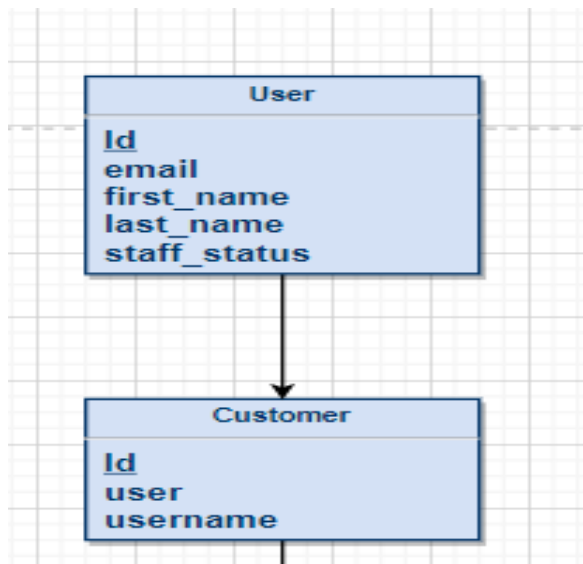 User
Id
email
first_name
last_name
staff_status
Customer
Id
user
username